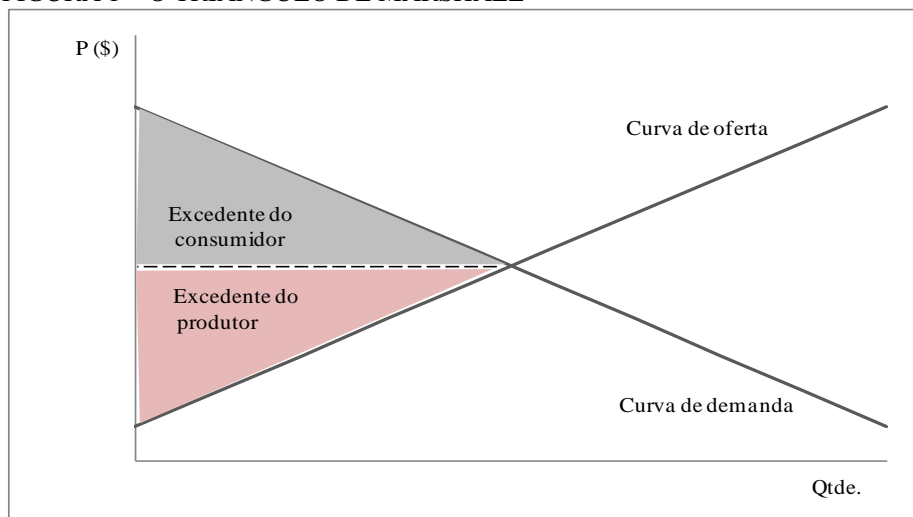 P ($)
Curva de oferta
Excedente do
consumidor
Excedente do
produtor
Curva de demanda
Qtde.